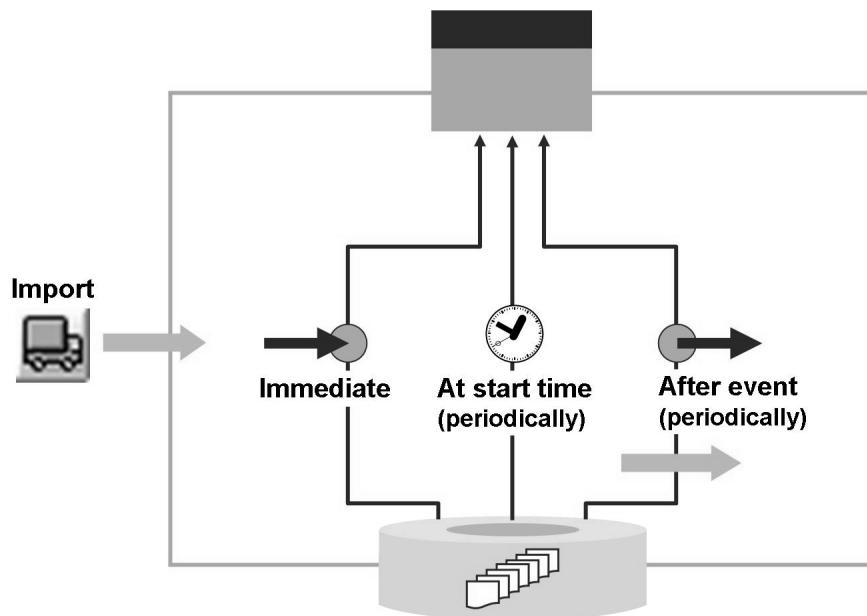 Import
Immediate
At start time
(periodically)
After event
(periodically)